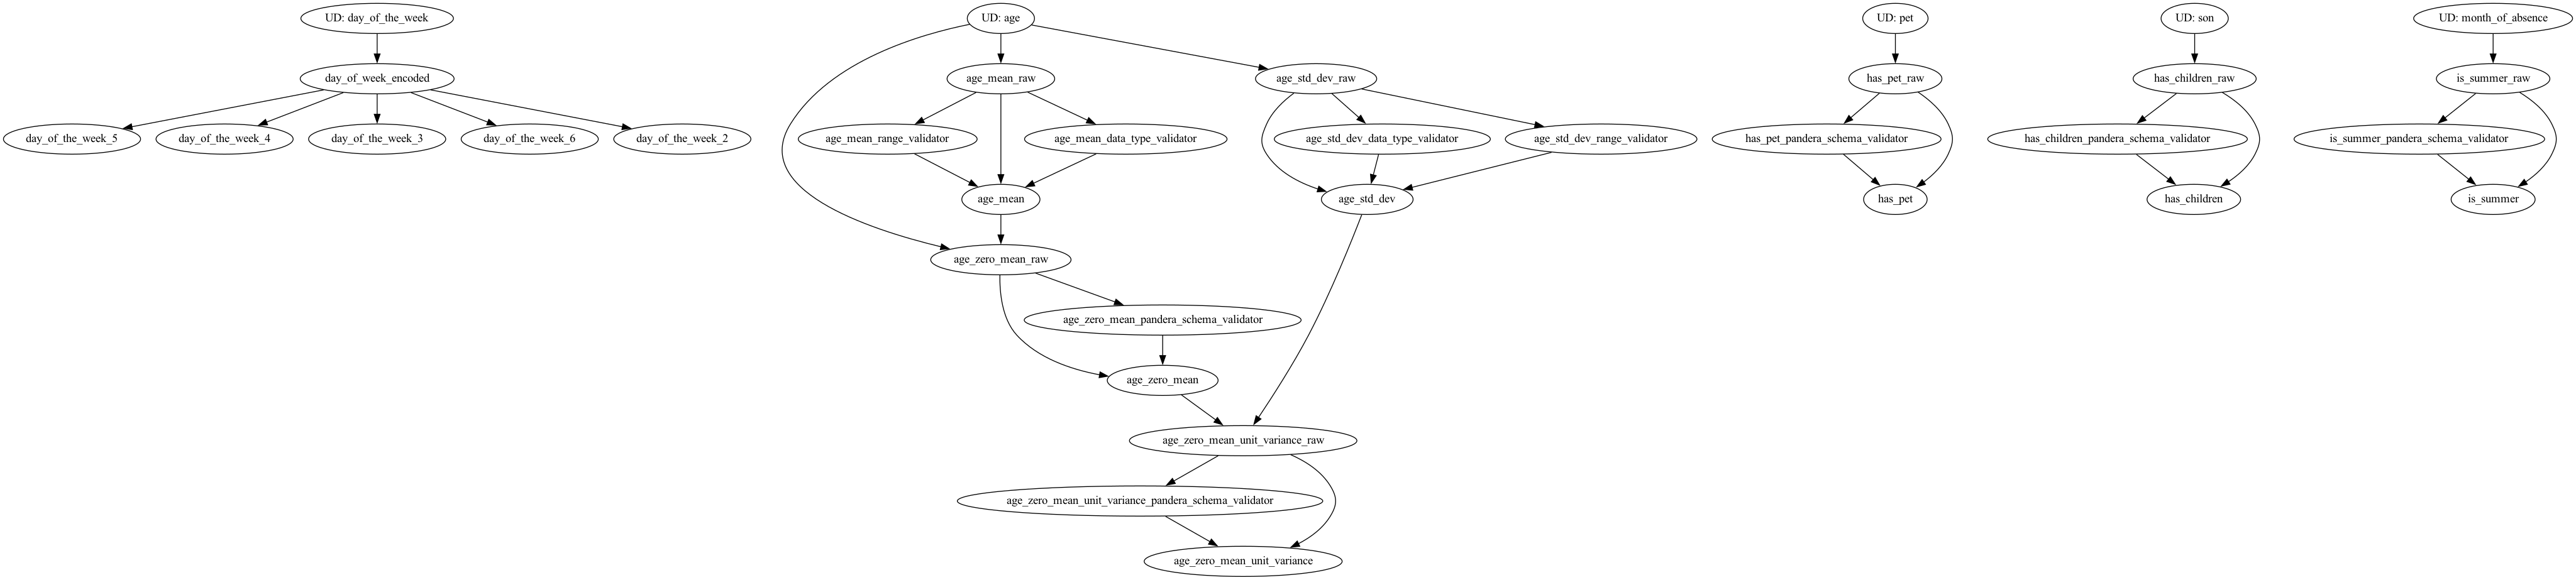 UD: day_of_the_week
UD: age
UD: pet
UD: son
UD: month_of_absence
day_of_week_encoded
age_mean_raw
age_std_dev_raw
has_pet_raw
has_children_raw
is_summer_raw
day_of_the_week_5
day_of_the_week_4
day_of_the_week_3
day_of_the_week_6
day_of_the_week_2
age_mean_range_validator
age_mean_data_type_validator
age_std_dev_data_type_validator
age_std_dev_range_validator
has_pet_pandera_schema_validator
has_children_pandera_schema_validator
is_summer_pandera_schema_validator
age_mean
age_std_dev
has_pet
has_children
is_summer
age_zero_mean_raw
age_zero_mean_pandera_schema_validator
age_zero_mean
age_zero_mean_unit_variance_raw
age_zero_mean_unit_variance_pandera_schema_validator
age_zero_mean_unit_variance